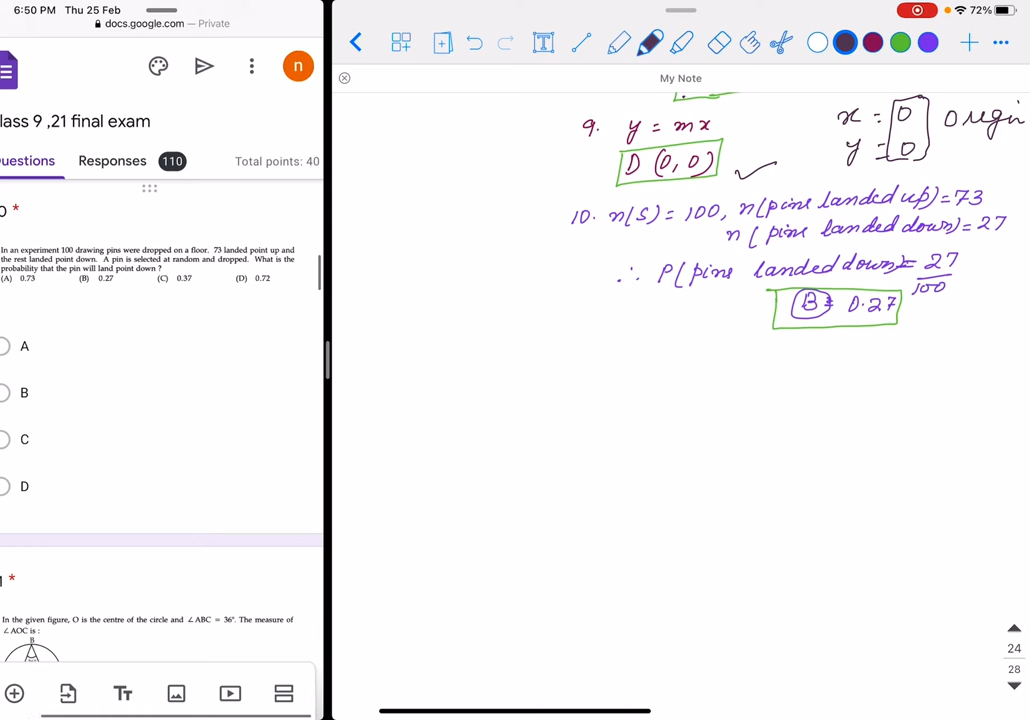 6:50 PM Thu 25 Feb
72%
docs.google.com — Private
n
lass 9 ,21 final exam
uestions Responses 110 Total points: 40
0 *
In an experiment 100 drawing pins were dropped on a floor. 73 landed point up and
the rest landed point down. A pin is selected at random and dropped. What is the
probability that the pin will land point down ?
(A) 0.73 (B) 0.27 (C) 0.37 (D) 0.72
A
B
C
D
1 *
In the given figure, O is the centre of the circle and ∠ABC = 36°. The measure of
∠AOC is :
B
Tт
My Note
T
9. y = mx
D (0, 0) ✓
x = 0 Origin
y = 0
10. n(S) = 100, n(pins landed up) = 73
n( pins landed down) = 27
∴ P(pins landed down) = 27/100
B = 0.27
24
28